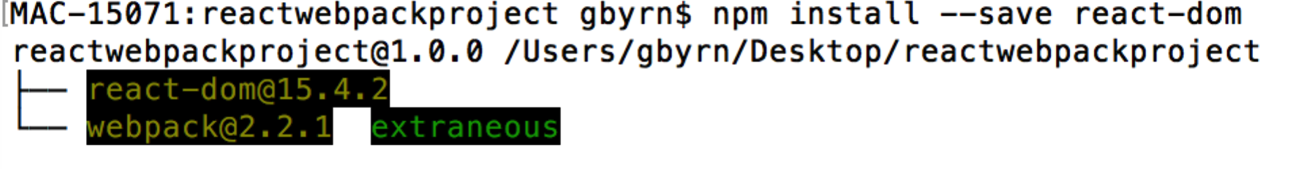 [MAC-15071:reactwebpackproject gbyrn$ npm install --save react-dom
reactwebpackproject@1.0.0 /Users/gbyrn/Desktop/reactwebpackproject
├── react-dom@15.4.2
└── webpack@2.2.1  extraneous